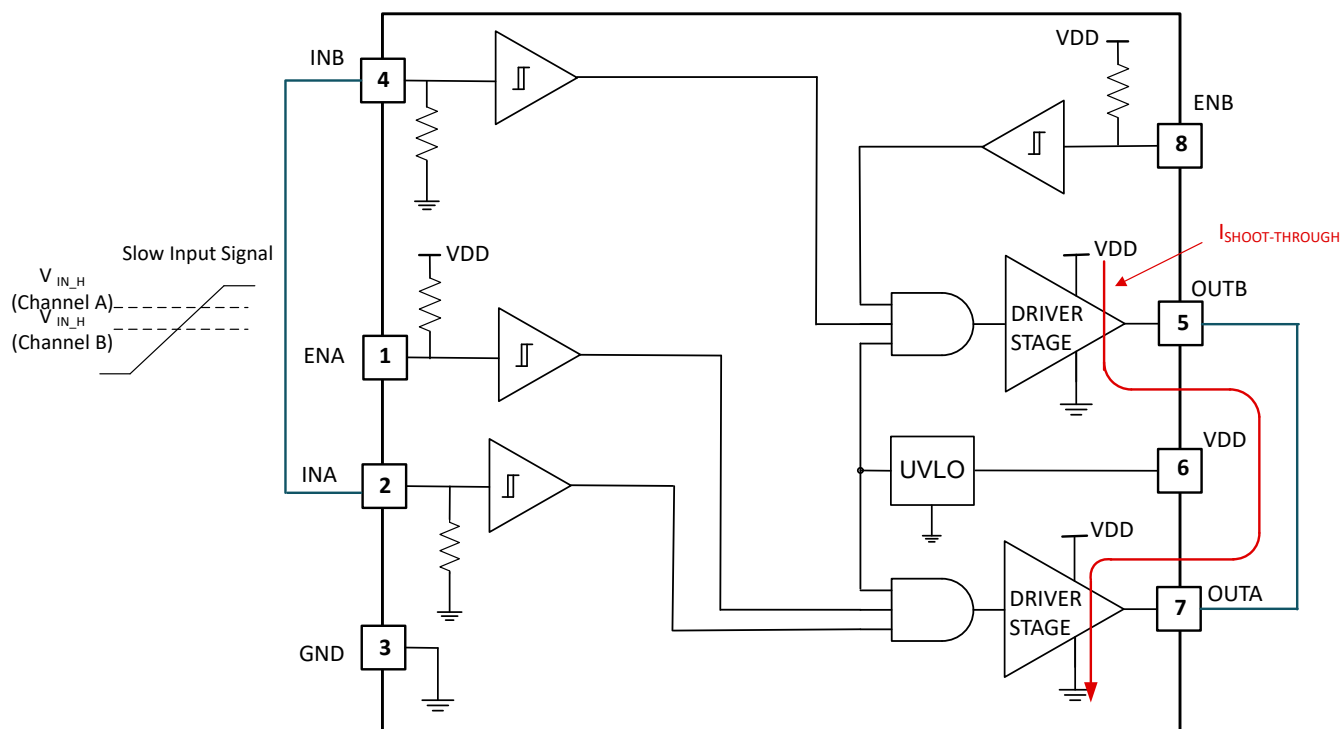 INB
4
VDD
ENB
8
Slow Input Signal
V IN_H
(Channel A)
V IN_H
(Channel B)
VDD
VDD
ISHOOT-THROUGH
OUTB
DRIVER
STAGE
5
ENA
1
VDD
INA
2
UVLO
6
VDD
OUTA
DRIVER
STAGE
7
GND
3